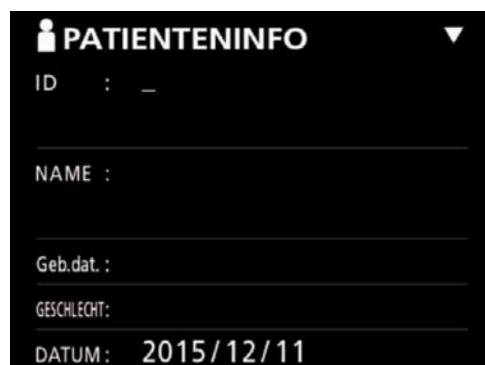 PATIENTENINFO
ID : _
NAME :
Geb.dat. :
GESCHLECHT:
DATUM: 2015/12/11